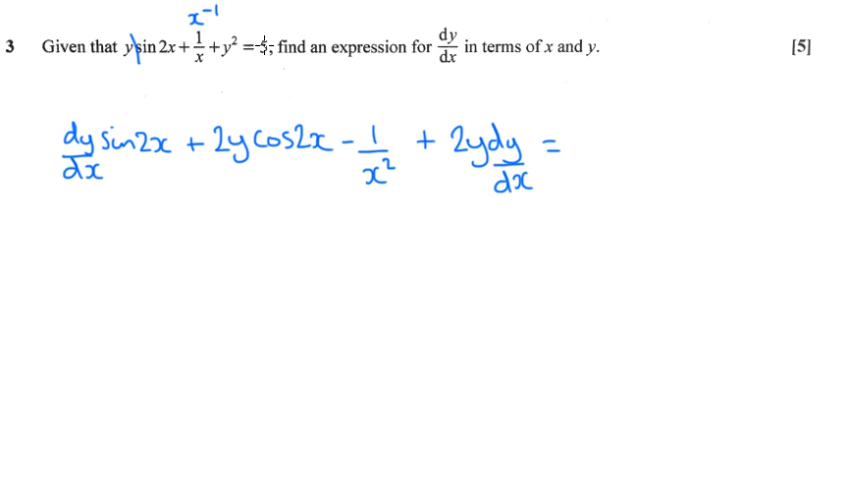 x⁻¹
3 Given that y sin 2x + 1/x + y² = find an expression for dy/dx in terms of x and y. [5]
dy/dx sin2x + 2y cos2x - 1/x² + 2y dy/dx =